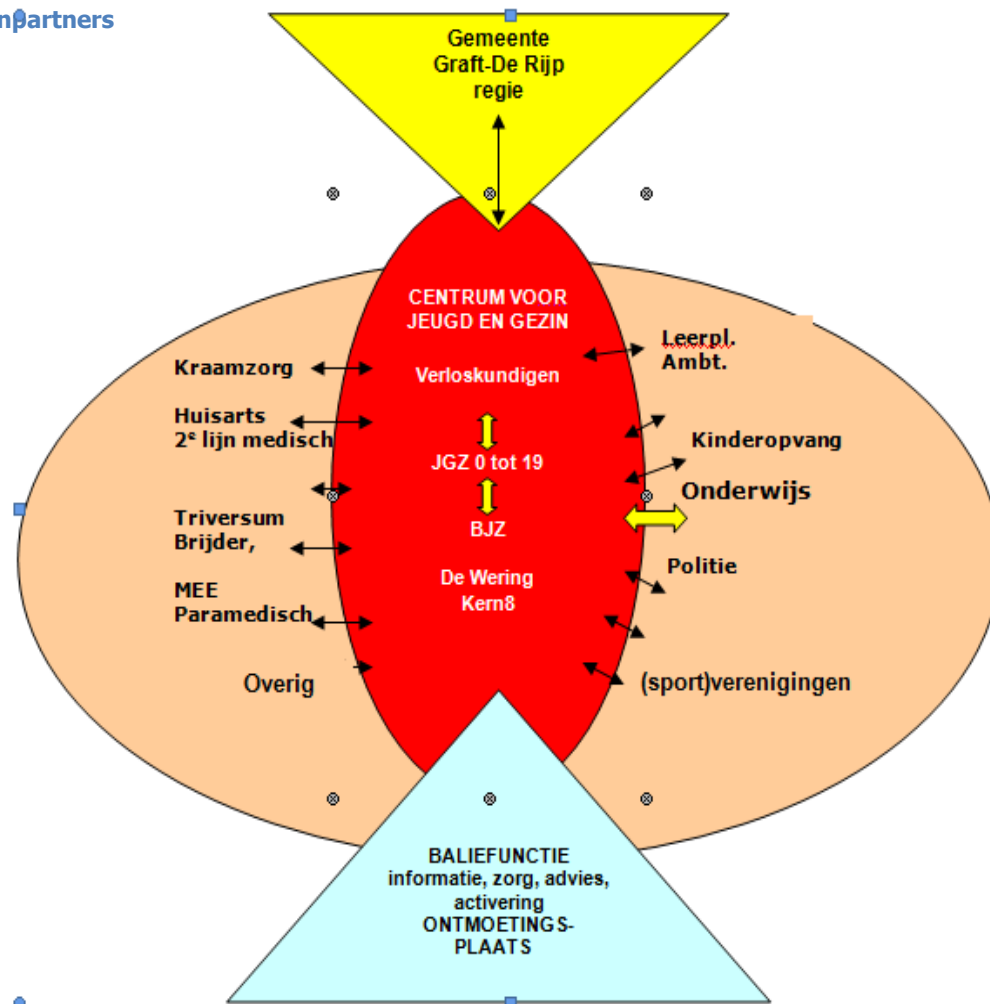 npartners
Gemeente
Graft-De Rijp
regie
CENTRUM VOOR
JEUGD EN GEZIN
Verloskundigen
JGZ 0 tot 19
BJZ
De Wering
Kern8
Kraamzorg
Huisarts
2e lijn medisch
Triversum
Brijder,
MEE
Paramedisch
Overig
Leerpl.
Ambt.
Kinderopvang
Onderwijs
Politie
(sport)verenigingen
BALIEFUNCTIE
informatie, zorg, advies,
activering
ONTMOETINGS-
PLAATS